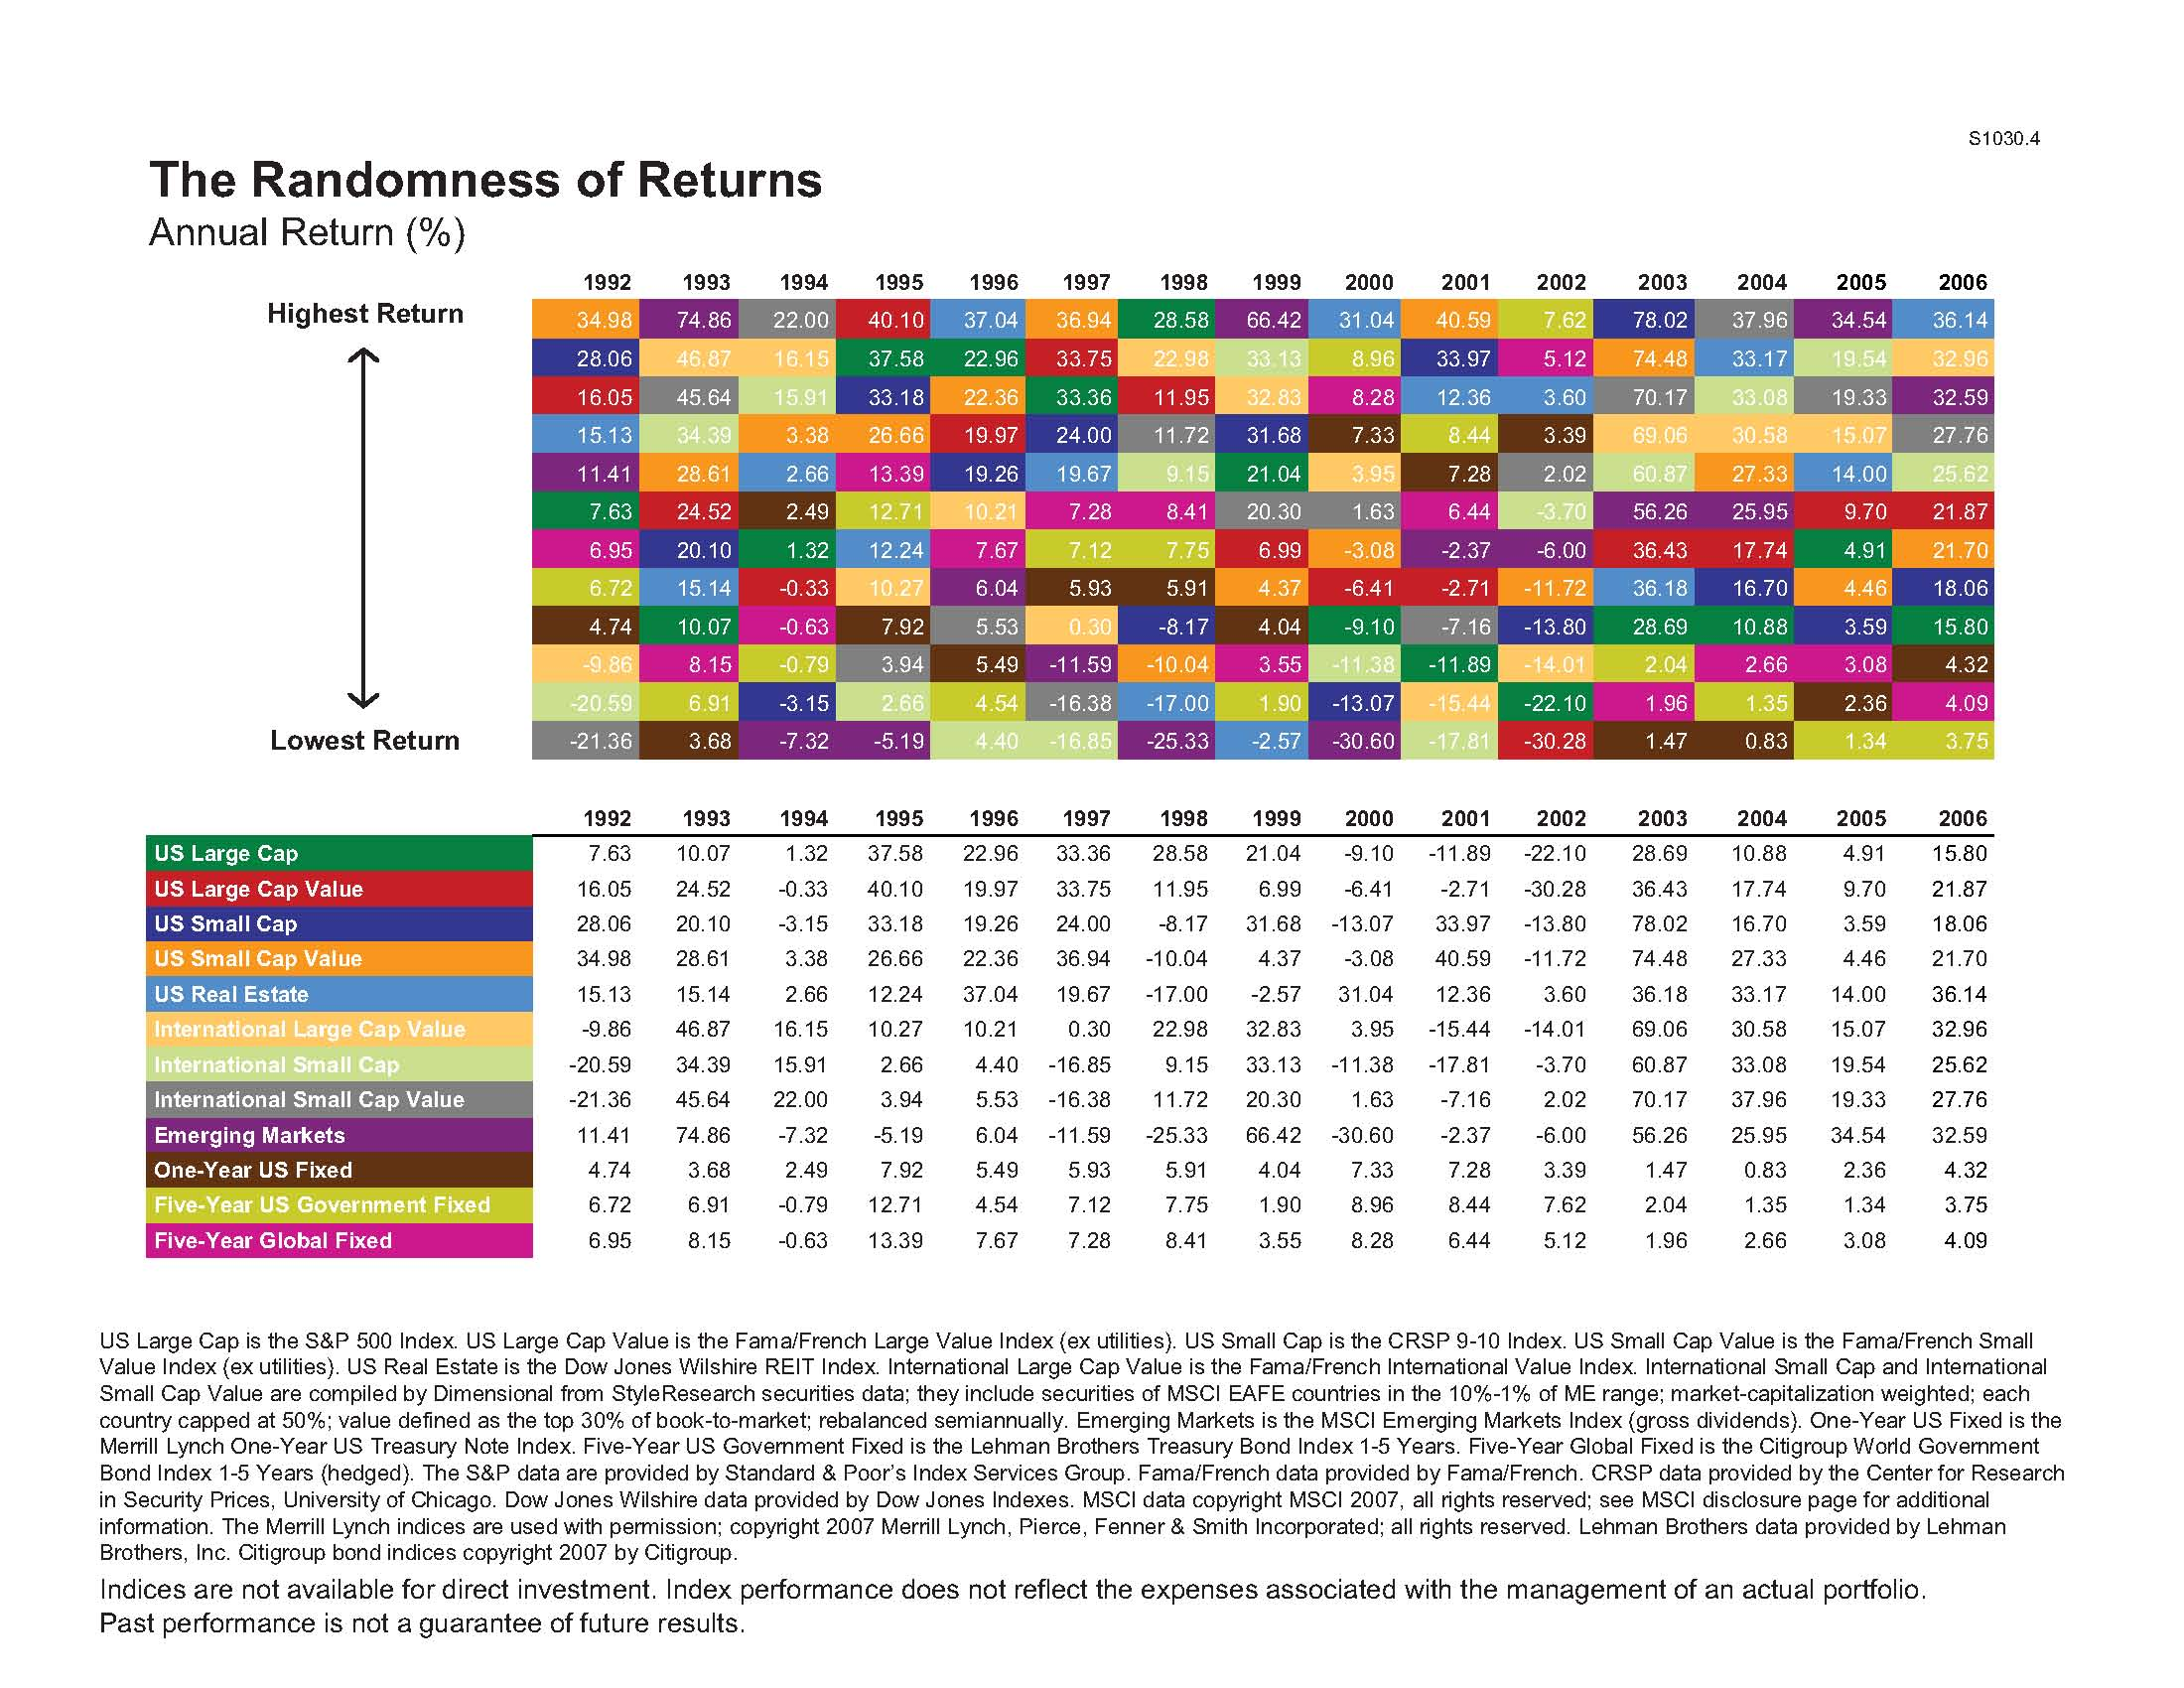 S1030.4
The Randomness of Returns
Annual Return (%)
1992 1993 1994 1995 1996 1997 1998 1999 2000 2001 2002 2003 2004 2005 2006
Highest Return
34.98 74.86 22.00 40.10 37.04 36.94 28.58 66.42 31.04 40.59 7.62 78.02 37.96 34.54 36.14
28.06 46.87 16.15 37.58 22.96 33.75 22.98 33.13 8.96 33.97 5.12 74.48 33.17 19.54 32.96
16.05 45.64 15.91 33.18 22.36 33.36 11.95 32.83 8.28 12.36 3.60 70.17 33.08 19.33 32.59
15.13 34.39 3.38 26.66 19.97 24.00 11.72 31.68 7.33 8.44 3.39 69.06 30.58 15.07 27.76
11.41 28.61 2.66 13.39 19.26 19.67 9.15 21.04 3.95 7.28 2.02 60.87 27.33 14.00 25.62
7.63 24.52 2.49 12.71 10.21 7.28 8.41 20.30 1.63 6.44 -3.70 56.26 25.95 9.70 21.87
6.95 20.10 1.32 12.24 7.67 7.12 7.75 6.99 -3.08 -2.37 -6.00 36.43 17.74 4.91 21.70
6.72 15.14 -0.33 10.27 6.04 5.93 5.91 4.37 -6.41 -2.71 -11.72 36.18 16.70 4.46 18.06
4.74 10.07 -0.63 7.92 5.53 0.30 -8.17 4.04 -9.10 -7.16 -13.80 28.69 10.88 3.59 15.80
-9.86 8.15 -0.79 3.94 5.49 -11.59 -10.04 3.55 -11.38 -11.89 -14.01 2.04 2.66 3.08 4.32
-20.59 6.91 -3.15 2.66 4.54 -16.38 -17.00 1.90 -13.07 -15.44 -22.10 1.96 1.35 2.36 4.09
Lowest Return
-21.36 3.68 -7.32 -5.19 4.40 -16.85 -25.33 -2.57 -30.60 -17.81 -30.28 1.47 0.83 1.34 3.75
1992 1993 1994 1995 1996 1997 1998 1999 2000 2001 2002 2003 2004 2005 2006
US Large Cap 7.63 10.07 1.32 37.58 22.96 33.36 28.58 21.04 -9.10 -11.89 -22.10 28.69 10.88 4.91 15.80
US Large Cap Value 16.05 24.52 -0.33 40.10 19.97 33.75 11.95 6.99 -6.41 -2.71 -30.28 36.43 17.74 9.70 21.87
US Small Cap 28.06 20.10 -3.15 33.18 19.26 24.00 -8.17 31.68 -13.07 33.97 -13.80 78.02 16.70 3.59 18.06
US Small Cap Value 34.98 28.61 3.38 26.66 22.36 36.94 -10.04 4.37 -3.08 40.59 -11.72 74.48 27.33 4.46 21.70
US Real Estate 15.13 15.14 2.66 12.24 37.04 19.67 -17.00 -2.57 31.04 12.36 3.60 36.18 33.17 14.00 36.14
International Large Cap Value -9.86 46.87 16.15 10.27 10.21 0.30 22.98 32.83 3.95 -15.44 -14.01 69.06 30.58 15.07 32.96
International Small Cap -20.59 34.39 15.91 2.66 4.40 -16.85 9.15 33.13 -11.38 -17.81 -3.70 60.87 33.08 19.54 25.62
International Small Cap Value -21.36 45.64 22.00 3.94 5.53 -16.38 11.72 20.30 1.63 -7.16 2.02 70.17 37.96 19.33 27.76
Emerging Markets 11.41 74.86 -7.32 -5.19 6.04 -11.59 -25.33 66.42 -30.60 -2.37 -6.00 56.26 25.95 34.54 32.59
One-Year US Fixed 4.74 3.68 2.49 7.92 5.49 5.93 5.91 4.04 7.33 7.28 3.39 1.47 0.83 2.36 4.32
Five-Year US Government Fixed 6.72 6.91 -0.79 12.71 4.54 7.12 7.75 1.90 8.96 8.44 7.62 2.04 1.35 1.34 3.75
Five-Year Global Fixed 6.95 8.15 -0.63 13.39 7.67 7.28 8.41 3.55 8.28 6.44 5.12 1.96 2.66 3.08 4.09
US Large Cap is the S&P 500 Index. US Large Cap Value is the Fama/French Large Value Index (ex utilities). US Small Cap is the CRSP 9-10 Index. US Small Cap Value is the Fama/French Small
Value Index (ex utilities). US Real Estate is the Dow Jones Wilshire REIT Index. International Large Cap Value is the Fama/French International Value Index. International Small Cap and International
Small Cap Value are compiled by Dimensional from StyleResearch securities data; they include securities of MSCI EAFE countries in the 10%-1% of ME range; market-capitalization weighted; each
country capped at 50%; value defined as the top 30% of book-to-market; rebalanced semiannually. Emerging Markets is the MSCI Emerging Markets Index (gross dividends). One-Year US Fixed is the
Merrill Lynch One-Year US Treasury Note Index. Five-Year US Government Fixed is the Lehman Brothers Treasury Bond Index 1-5 Years. Five-Year Global Fixed is the Citigroup World Government
Bond Index 1-5 Years (hedged). The S&P data are provided by Standard & Poor's Index Services Group. Fama/French data provided by Fama/French. CRSP data provided by the Center for Research
in Security Prices, University of Chicago. Dow Jones Wilshire data provided by Dow Jones Indexes. MSCI data copyright MSCI 2007, all rights reserved; see MSCI disclosure page for additional
information. The Merrill Lynch indices are used with permission; copyright 2007 Merrill Lynch, Pierce, Fenner & Smith Incorporated; all rights reserved. Lehman Brothers data provided by Lehman
Brothers, Inc. Citigroup bond indices copyright 2007 by Citigroup.
Indices are not available for direct investment. Index performance does not reflect the expenses associated with the management of an actual portfolio.
Past performance is not a guarantee of future results.